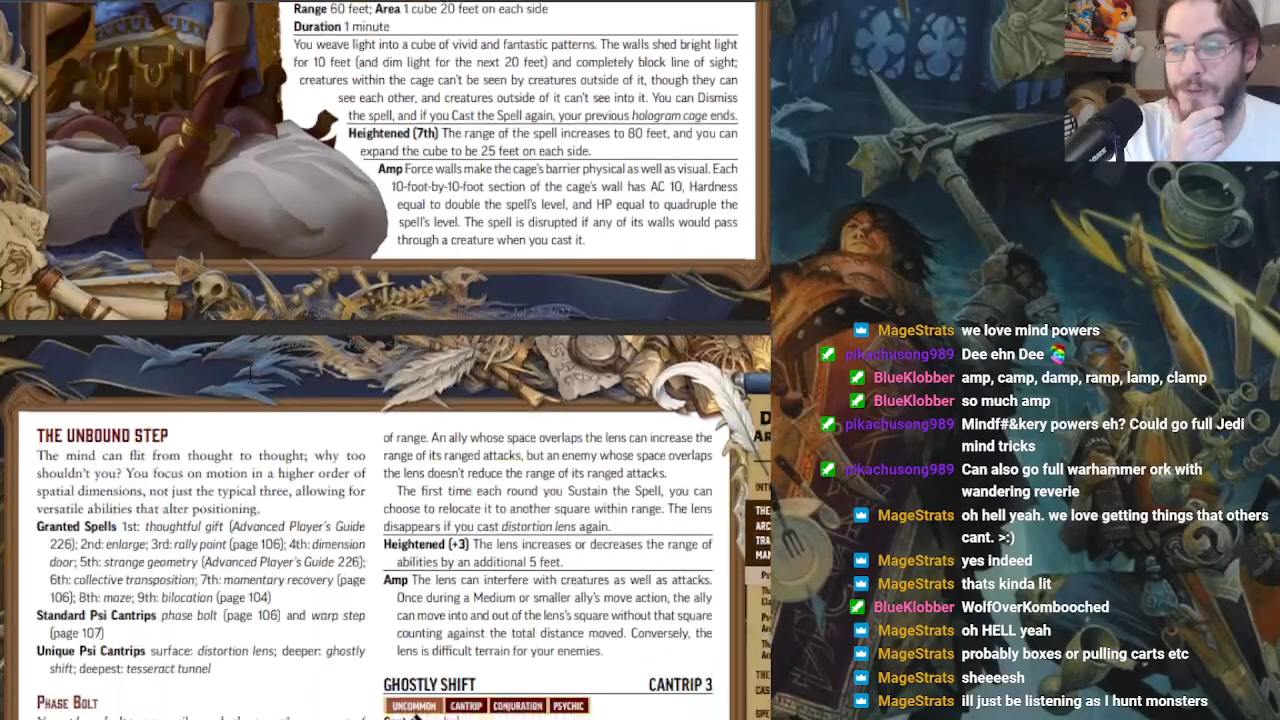 Range 60 feet; Area 1 cube 20 feet on each side
Duration 1 minute
You weave light into a cube of vivid and fantastic patterns. The walls shed bright light
for 10 feet (and dim light for the next 20 feet) and completely block line of sight;
creatures within the cage can't be seen by creatures outside of it, though they can
see each other, and creatures outside of it can't see into it. You can Dismiss
the spell, and if you Cast the Spell again, your previous hologram cage ends.
Heightened (7th) The range of the spell increases to 80 feet, and you can
expand the cube to be 25 feet on each side.
Amp Force walls make the cage's barrier physical as well as visual. Each
10-foot-by-10-foot section of the cage's wall has AC 10, Hardness
equal to double the spell's level, and HP equal to quadruple the
spell's level. The spell is disrupted if any of its walls would pass
through a creature when you cast it.
THE UNBOUND STEP
The mind can flit from thought to thought; why too
shouldn't you? You focus on motion in a higher order of
spatial dimensions, not just the typical three, allowing for
versatile abilities that alter positioning.
Granted Spells 1st: thoughtful gift (Advanced Player's Guide
226); 2nd: enlarge; 3rd: rally point (page 106); 4th: dimension
door; 5th: strange geometry (Advanced Player's Guide 226);
6th: collective transposition; 7th: momentary recovery (page
106); 8th: maze; 9th: bilocation (page 104)
Standard Psi Cantrips phase bolt (page 106) and warp step
(page 107)
Unique Psi Cantrips surface: distortion lens; deeper: ghostly
shift; deepest: tesseract tunnel
PHASE BOLT
of range. An ally whose space overlaps the lens can increase the
range of its ranged attacks, but an enemy whose space overlaps
the lens doesn't reduce the range of its ranged attacks.
The first time each round you Sustain the Spell, you can
choose to relocate it to another square within range. The lens
disappears if you cast distortion lens again.
Heightened (+3) The lens increases or decreases the range of
abilities by an additional 5 feet.
Amp The lens can interfere with creatures as well as attacks.
Once during a Medium or smaller ally's move action, the ally
can move into and out of the lens's square without that square
counting against the total distance moved. Conversely, the
lens is difficult terrain for your enemies.
GHOSTLY SHIFT CANTRIP 3
UNCOMMON CANTRIP CONJURATION PSYCHIC
MageStrats we love mind powers
pikachusong989 Dee ehn Dee
BlueKlobber amp, camp, damp, ramp, lamp, clamp
BlueKlobber so much amp
pikachusong989 Mindf#&kery powers eh? Could go full Jedi
mind tricks
pikachusong989 Can also go full warhammer ork with
wandering reverie
MageStrats oh hell yeah. we love getting things that others
cant. >:)
MageStrats yes indeed
MageStrats thats kinda lit
BlueKlobber WolfOverKombooched
MageStrats oh HELL yeah
MageStrats probably boxes or pulling carts etc
MageStrats sheeeesh
MageStrats ill just be listening as I hunt monsters